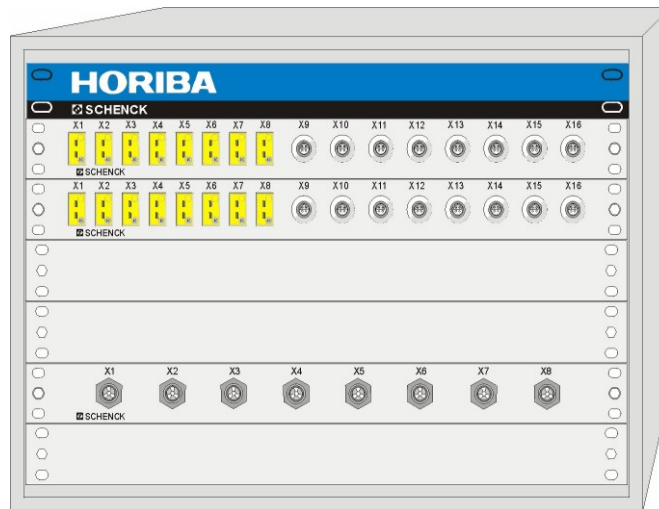 HORIBA
SCHENCK
X1 X2 X3 X4 X5 X6 X7 X8 X9 X10 X11 X12 X13 X14 X15 X16
SCHENCK
X1 X2 X3 X4 X5 X6 X7 X8 X9 X10 X11 X12 X13 X14 X15 X16
SCHENCK
X1 X2 X3 X4 X5 X6 X7 X8
SCHENCK